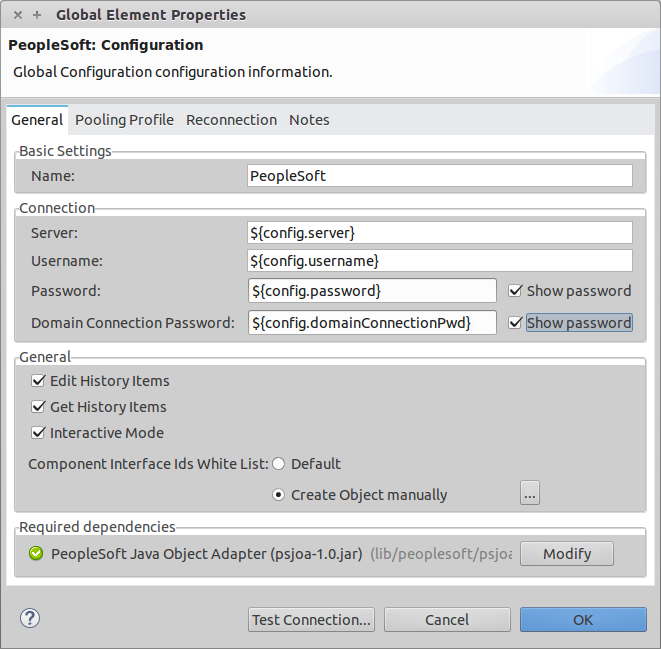 Global Element Properties
PeopleSoft: Configuration
Global Configuration configuration information.
General Pooling Profile Reconnection Notes
Basic Settings
Name: PeopleSoft
Connection
Server: ${config.server}
Username: ${config.username}
Password: ${config.password} Show password
Domain Connection Password: ${config.domainConnectionPwd} Show password
General
Edit History Items
Get History Items
Interactive Mode
Component Interface Ids White List: Default
Create Object manually ...
Required dependencies
PeopleSoft Java Object Adapter (psjoa-1.0.jar) (lib/peoplesoft/psjoa Modify
? Test Connection... Cancel OK